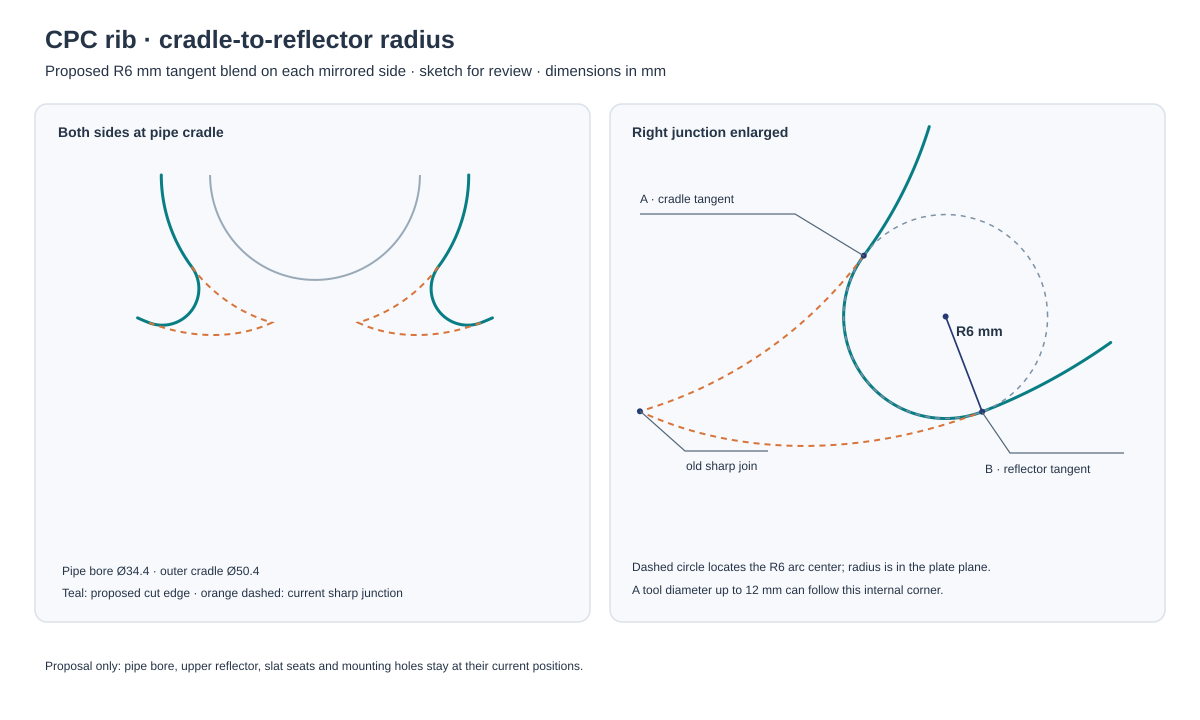 CPC rib · cradle-to-reflector radius
Proposed R6 mm tangent blend on each mirrored side · sketch for review · dimensions in mm
Both sides at pipe cradle
Pipe bore Ø34.4 · outer cradle Ø50.4
Teal: proposed cut edge · orange dashed: current sharp junction
Right junction enlarged
A · cradle tangent
R6 mm
old sharp join
B · reflector tangent
Dashed circle locates the R6 arc center; radius is in the plate plane.
A tool diameter up to 12 mm can follow this internal corner.
Proposal only: pipe bore, upper reflector, slat seats and mounting holes stay at their current positions.